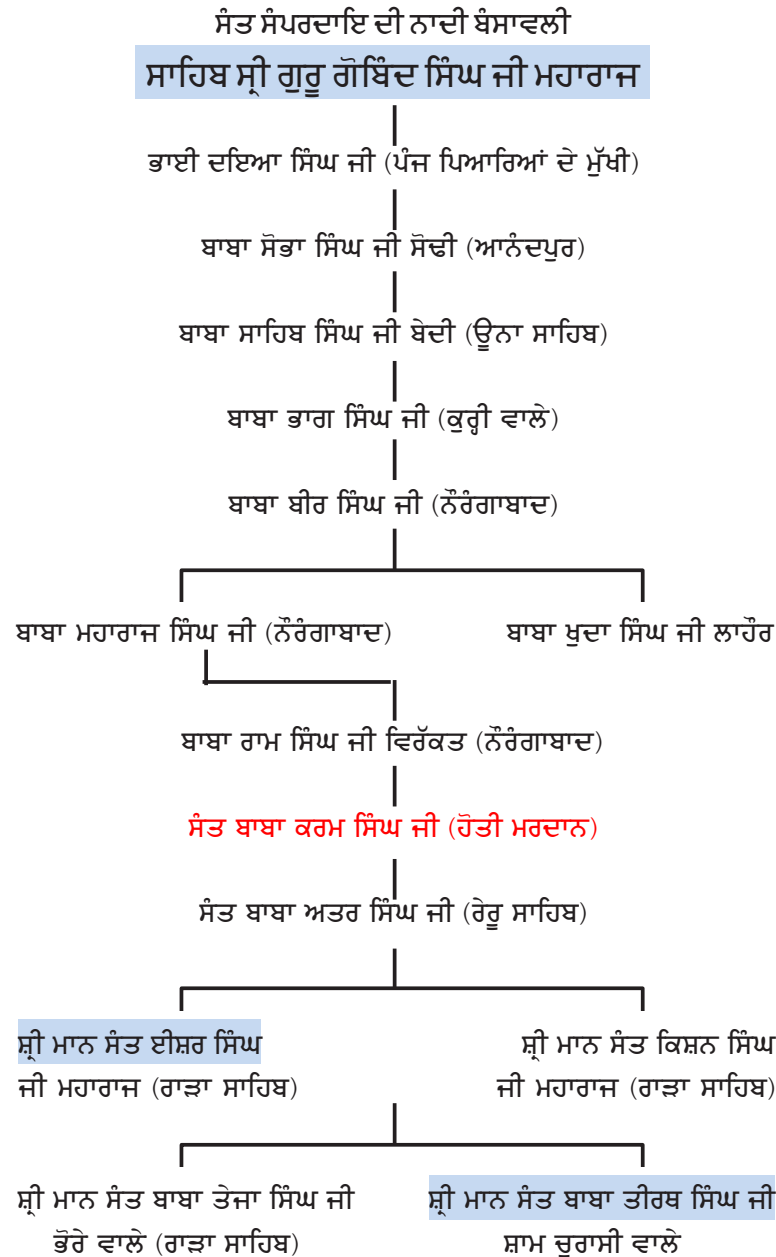 ਸੰਤ ਸੰਪਰਦਾਇ ਦੀ ਨਾਦੀ ਬੰਸਾਵਲੀ
ਸਾਹਿਬ ਸ੍ਰੀ ਗੁਰੂ ਗੋਬਿੰਦ ਸਿੰਘ ਜੀ ਮਹਾਰਾਜ
ਭਾਈ ਦਇਆ ਸਿੰਘ ਜੀ (ਪੰਜ ਪਿਆਰਿਆਂ ਦੇ ਮੁੱਖੀ)
ਬਾਬਾ ਸੋਭਾ ਸਿੰਘ ਜੀ ਸੋਢੀ (ਆਨੰਦਪੁਰ)
ਬਾਬਾ ਸਾਹਿਬ ਸਿੰਘ ਜੀ ਬੇਦੀ (ਊਨਾ ਸਾਹਿਬ)
ਬਾਬਾ ਭਾਗ ਸਿੰਘ ਜੀ (ਕੁਰ੍ਹੀ ਵਾਲੇ)
ਬਾਬਾ ਬੀਰ ਸਿੰਘ ਜੀ (ਨੌਰੰਗਾਬਾਦ)
ਬਾਬਾ ਮਹਾਰਾਜ ਸਿੰਘ ਜੀ (ਨੌਰੰਗਾਬਾਦ)
ਬਾਬਾ ਖੁਦਾ ਸਿੰਘ ਜੀ ਲਾਹੌਰ
ਬਾਬਾ ਰਾਮ ਸਿੰਘ ਜੀ ਵਿਰੱਕਤ (ਨੌਰੰਗਾਬਾਦ)
ਸੰਤ ਬਾਬਾ ਕਰਮ ਸਿੰਘ ਜੀ (ਹੋਤੀ ਮਰਦਾਨ)
ਸੰਤ ਬਾਬਾ ਅਤਰ ਸਿੰਘ ਜੀ (ਰੇਰੂ ਸਾਹਿਬ)
ਸ਼੍ਰੀ ਮਾਨ ਸੰਤ ਈਸ਼ਰ ਸਿੰਘ
ਜੀ ਮਹਾਰਾਜ (ਰਾੜਾ ਸਾਹਿਬ)
ਸ਼੍ਰੀ ਮਾਨ ਸੰਤ ਕਿਸ਼ਨ ਸਿੰਘ
ਜੀ ਮਹਾਰਾਜ (ਰਾੜਾ ਸਾਹਿਬ)
ਸ਼੍ਰੀ ਮਾਨ ਸੰਤ ਬਾਬਾ ਤੇਜਾ ਸਿੰਘ ਜੀ
ਭੋਰੇ ਵਾਲੇ (ਰਾੜਾ ਸਾਹਿਬ)
ਸ਼੍ਰੀ ਮਾਨ ਸੰਤ ਬਾਬਾ ਤੀਰਥ ਸਿੰਘ ਜੀ
ਸ਼ਾਮ ਚੁਰਾਸੀ ਵਾਲੇ